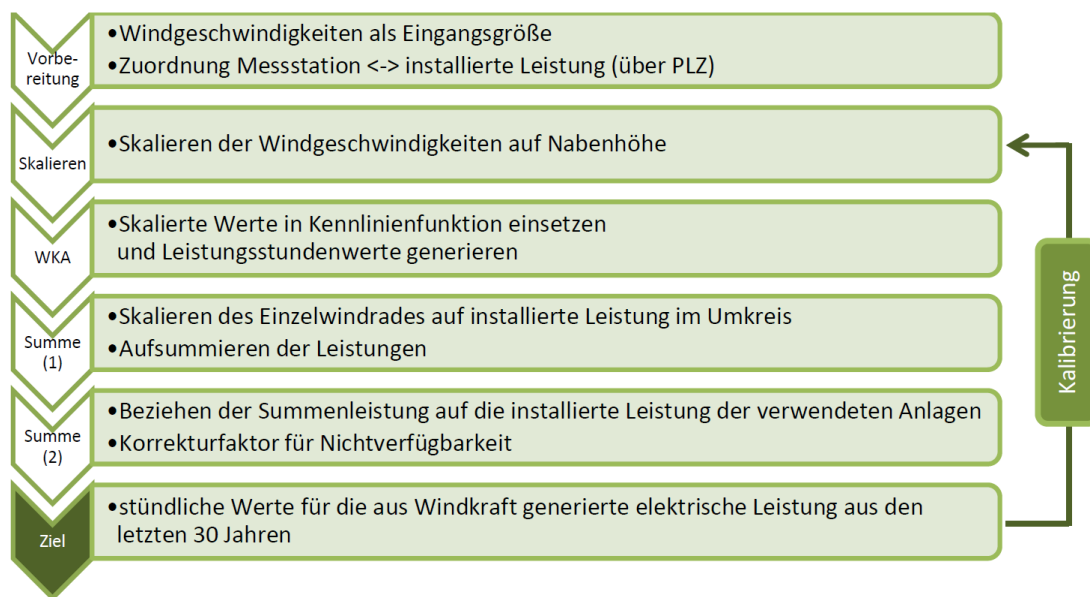 Vorbe-
reitung
•Windgeschwindigkeiten als Eingangsgröße
•Zuordnung Messstation <-> installierte Leistung (über PLZ)
Skalieren
•Skalieren der Windgeschwindigkeiten auf Nabenhöhe
WKA
•Skalierte Werte in Kennlinienfunktion einsetzen
und Leistungsstundenwerte generieren
Summe
(1)
•Skalieren des Einzelwindrades auf installierte Leistung im Umkreis
•Aufsummieren der Leistungen
Summe
(2)
•Beziehen der Summenleistung auf die installierte Leistung der verwendeten Anlagen
•Korrekturfaktor für Nichtverfügbarkeit
Ziel
•stündliche Werte für die aus Windkraft generierte elektrische Leistung aus den
letzten 30 Jahren
Kalibrierung